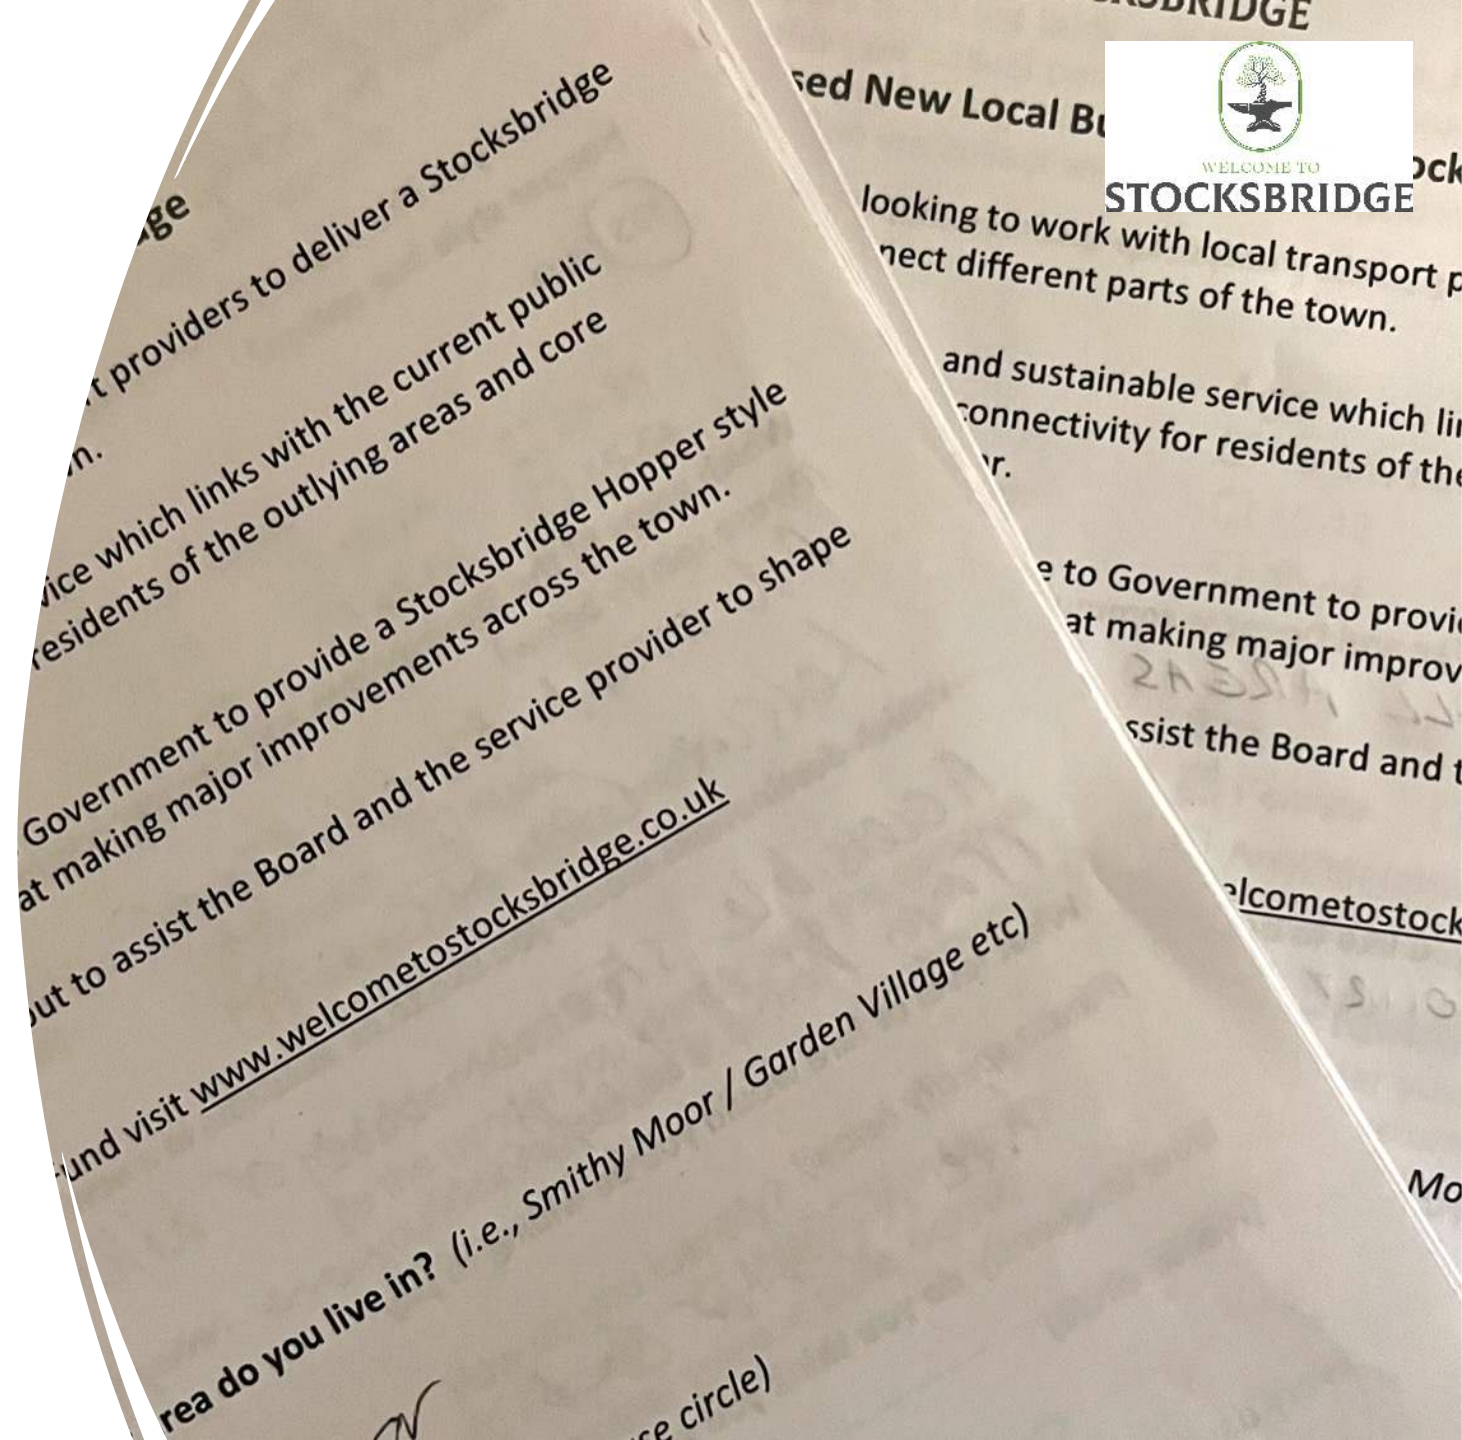 t providers to deliver a Stocksbridge
vice which links with the current public
residents of the outlying areas and core
Government to provide a Stocksbridge Hopper style
at making major improvements across the town.
out to assist the Board and the service provider to shape
fund visit www.welcometostocksbridge.co.uk
rea do you live in? (i.e., Smithy Moor / Garden Village etc)
ce circle)
SBRIDGE
sed New Local Bu
ock
WELCOME TO
STOCKSBRIDGE
looking to work with local transport p
nect different parts of the town.
and sustainable service which lin
connectivity for residents of the
r.
e to Government to provi
at making major improv
ssist the Board and t
elcometostock
Mo